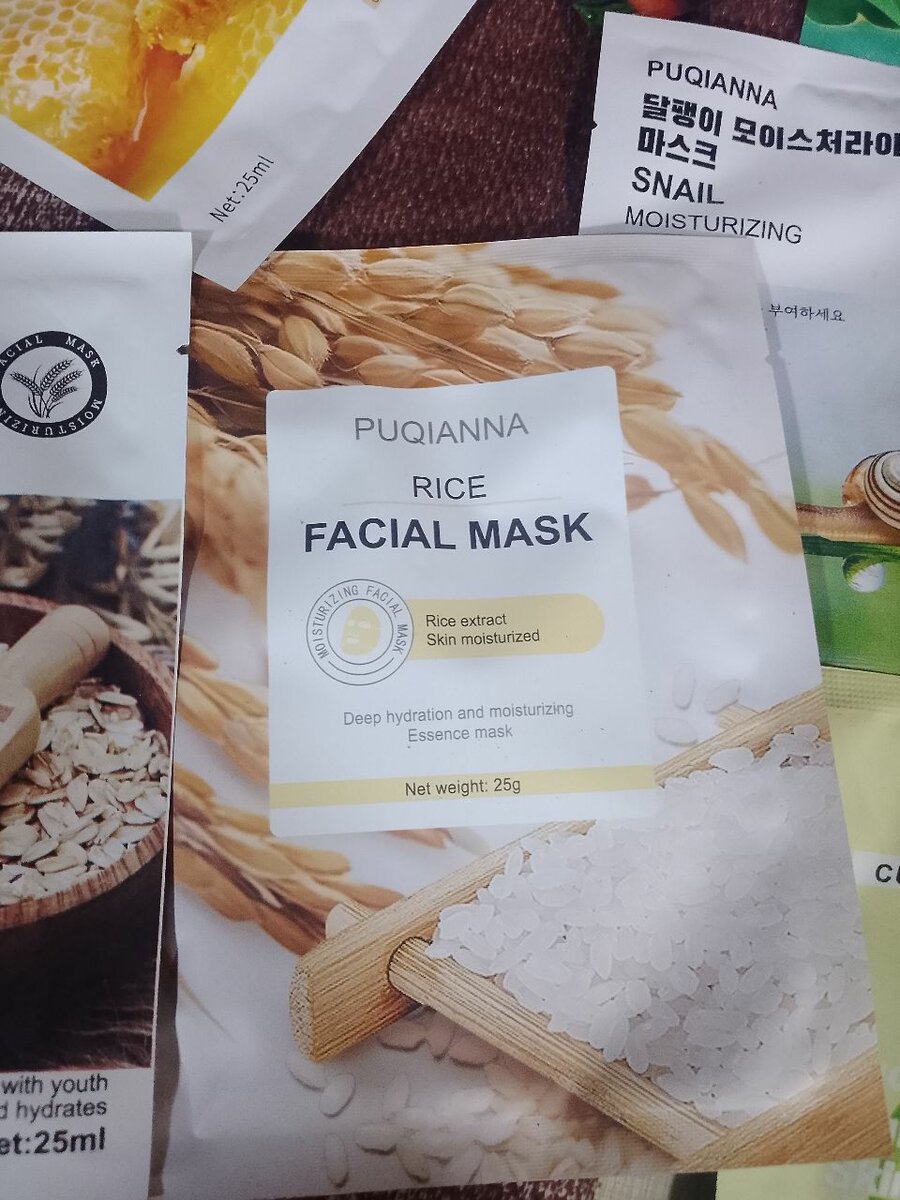 Net:25ml
PUQIANNA
달팽이 모이스처라이
마스크
SNAIL
MOISTURIZING
부여하세요
FACIAL MASK
MOISTURIZING
PUQIANNA
RICE
FACIAL MASK
MOISTURIZING FACIAL MASK
Rice extract
Skin moisturized
Deep hydration and moisturizing
Essence mask
Net weight: 25g
with youth
hydrates
et:25ml